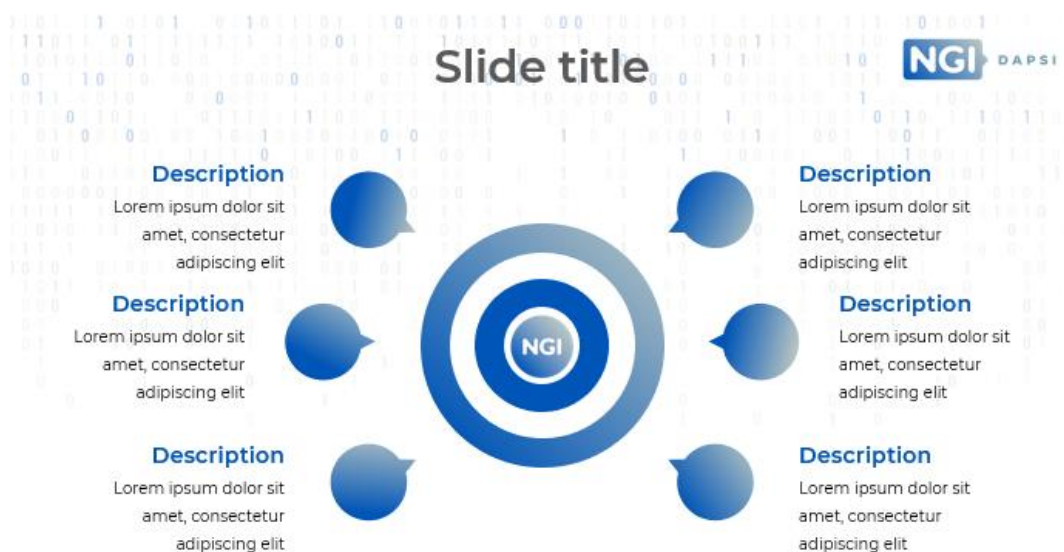 Slide title
NGI DAPSI
Description
Lorem ipsum dolor sit
amet, consectetur
adipiscing elit
Description
Lorem ipsum dolor sit
amet, consectetur
adipiscing elit
Description
Lorem ipsum dolor sit
amet, consectetur
adipiscing elit
NGI
Description
Lorem ipsum dolor sit
amet, consectetur
adipiscing elit
Description
Lorem ipsum dolor sit
amet, consectetur
adipiscing elit
Description
Lorem ipsum dolor sit
amet, consectetur
adipiscing elit